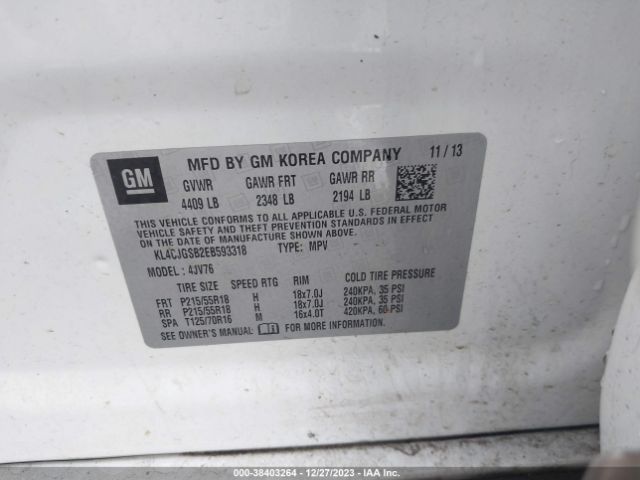 GM
MFD BY GM KOREA COMPANY 11 / 13
GVWR GAWR FRT GAWR RR
4409 LB 2348 LB 2194 LB
THIS VEHICLE CONFORMS TO ALL APPLICABLE U.S. FEDERAL MOTOR
VEHICLE SAFETY, BUMPER, AND THEFT PREVENTION STANDARDS
IN EFFECT ON THE DATE OF MANUFACTURE SHOWN ABOVE.
KL4CJGSB2EB593318 TYPE: MPV
MODEL : 4JV76
TIRE SIZE SPEED RTG RIM COLD TIRE PRESSURE
FRT P215/55R18 H 18x7.0J 240KPA, 35 PSI
RR P215/55R18 H 18x7.0J 240KPA, 35 PSI
SPA T125/70R16 M 16x4.0T 420KPA, 60 PSI
SEE OWNER'S MANUAL FOR MORE INFORMATION.
000-38403264 - 12/27/2023 - IAA Inc.